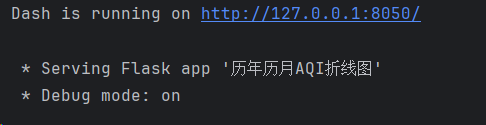 Dash is running on http://127.0.0.1:8050/
* Serving Flask app '历年历月AQI折线图'
* Debug mode: on